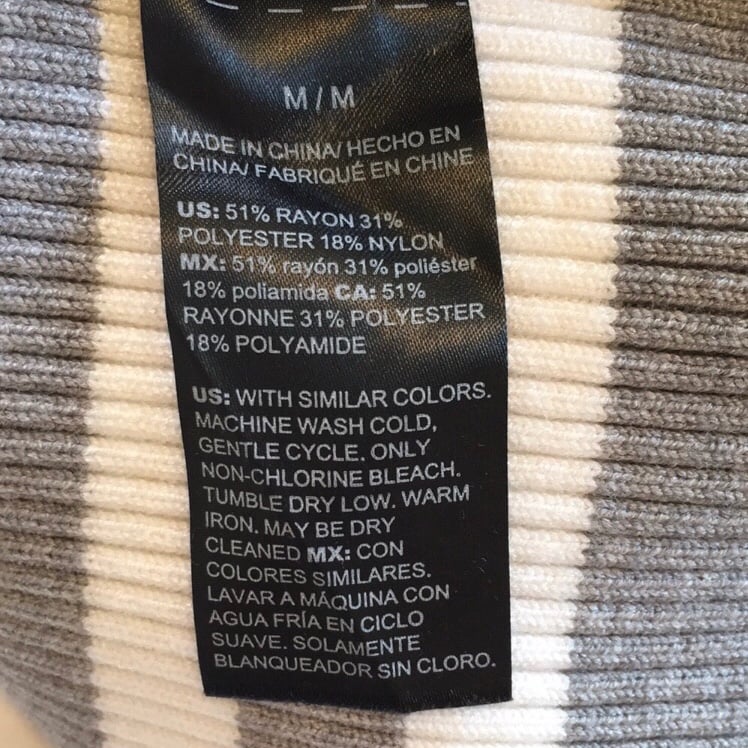 M/M
MADE IN CHINA/ HECHO EN
CHINA/ FABRIQUÉ EN CHINE
US: 51% RAYON 31%
POLYESTER 18% NYLON
MX: 51% rayón 31% poliéster
18% poliamida CA: 51%
RAYONNE 31% POLYESTER
18% POLYAMIDE
US: WITH SIMILAR COLORS.
MACHINE WASH COLD,
GENTLE CYCLE. ONLY
NON-CHLORINE BLEACH.
TUMBLE DRY LOW. WARM
IRON. MAY BE DRY
CLEANED MX: CON
COLORES SIMILARES.
LAVAR A MÁQUINA CON
AGUA FRÍA EN CICLO
SUAVE. SOLAMENTE
BLANQUEADOR SIN CLORO.